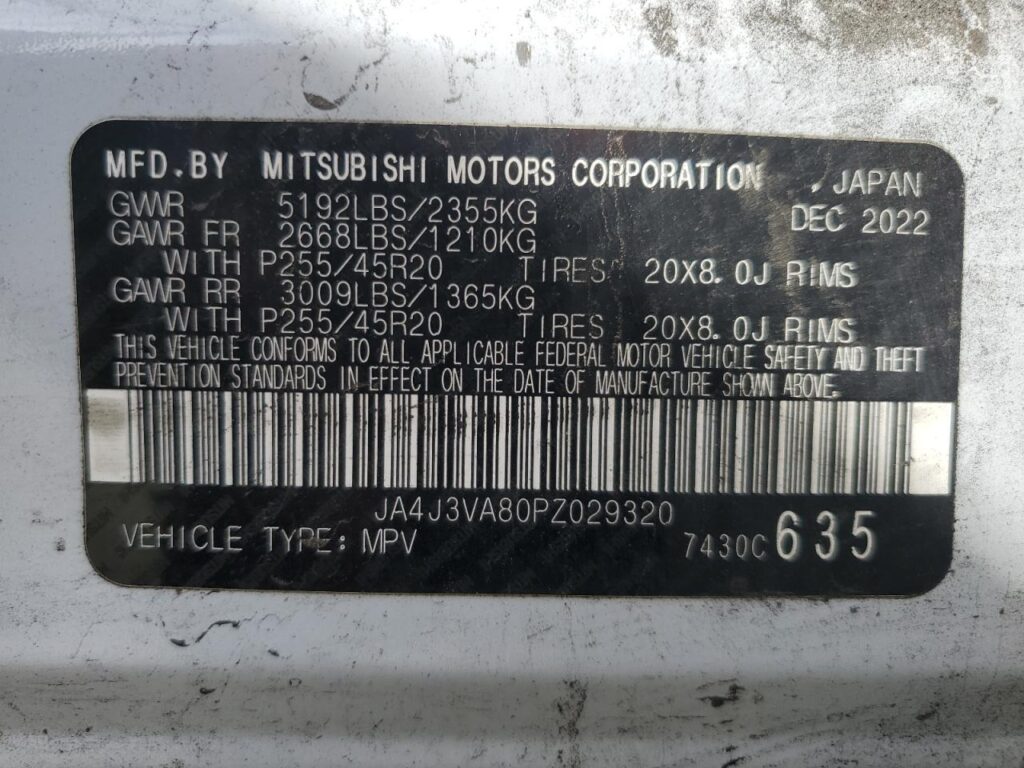 MFD.BY MITSUBISHI MOTORS CORPORATION , JAPAN
GWR 5192LBS/2355KG DEC 2022
GAWR FR 2668LBS/1210KG
WITH P255/45R20 TIRES 20X8.0J RIMS
GAWR RR 3009LBS/1365KG
WITH P255/45R20 TIRES 20X8.0J RIMS
THIS VEHICLE CONFORMS TO ALL APPLICABLE FEDERAL MOTOR VEHICLE SAFETY AND THEFT
PREVENTION STANDARDS IN EFFECT ON THE DATE OF MANUFACTURE SHOWN ABOVE.
JA4J3VA80PZ029320
VEHICLE TYPE: MPV 7430C 635